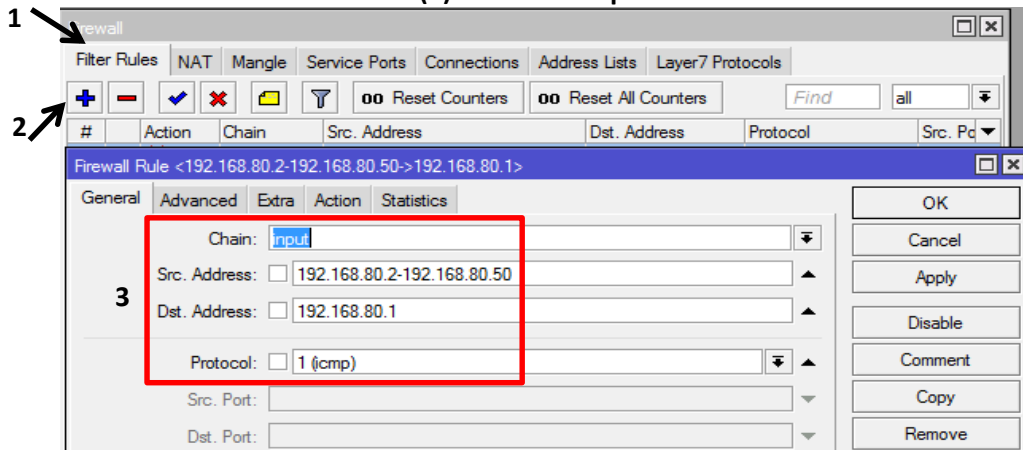 1
Firewall
Filter Rules NAT Mangle Service Ports Connections Address Lists Layer7 Protocols
00 Reset Counters 00 Reset All Counters Find all
2
# Action Chain Src. Address Dst. Address Protocol Src. Po
Firewall Rule <192.168.80.2-192.168.80.50->192.168.80.1>
General Advanced Extra Action Statistics
OK
Chain: input
Cancel
Src. Address: 192.168.80.2-192.168.80.50
Apply
3
Dst. Address: 192.168.80.1
Disable
Protocol: 1 (icmp)
Comment
Src. Port:
Copy
Dst. Port:
Remove